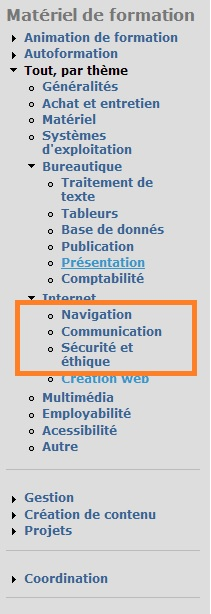 Matériel de formation
Animation de formation
Autoformation
Tout, par thème
Généralités
Achat et entretien
Matériel
Systèmes
d'exploitation
Bureautique
Traitement de
texte
Tableurs
Base de donnés
Publication
Présentation
Comptabilité
Internet
Navigation
Communication
Sécurité et
éthique
Création web
Multimédia
Employabilité
Acessibilité
Autre
Gestion
Création de contenu
Projets
Coordination